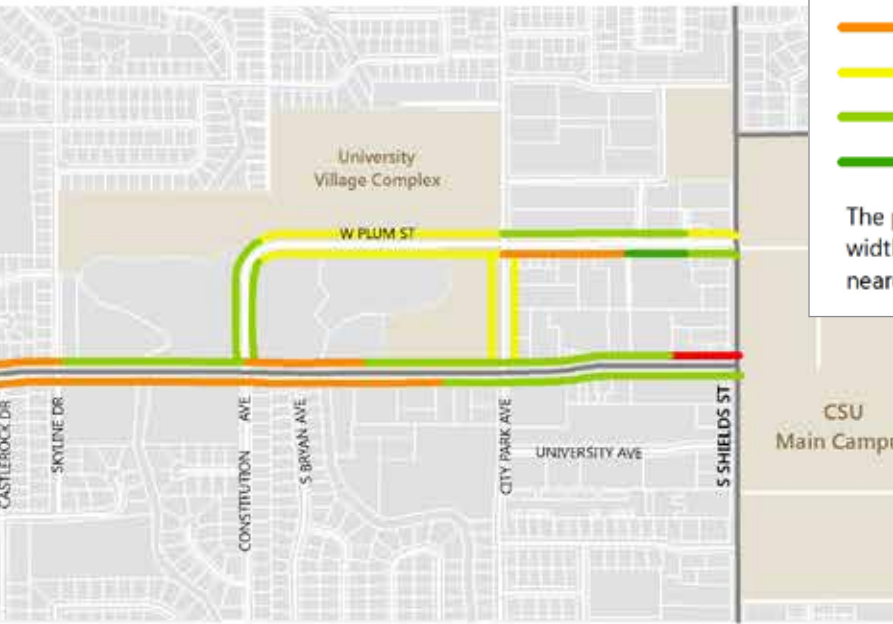 The
widt
near
University
Village Complex
W PLUM ST
CASTLEROCK DR
SKYLINE DR
CONSTITUTION AVE
S BRYAN AVE
CITY PARK AVE
UNIVERSITY AVE
S SHIELDS ST
CSU
Main Campu